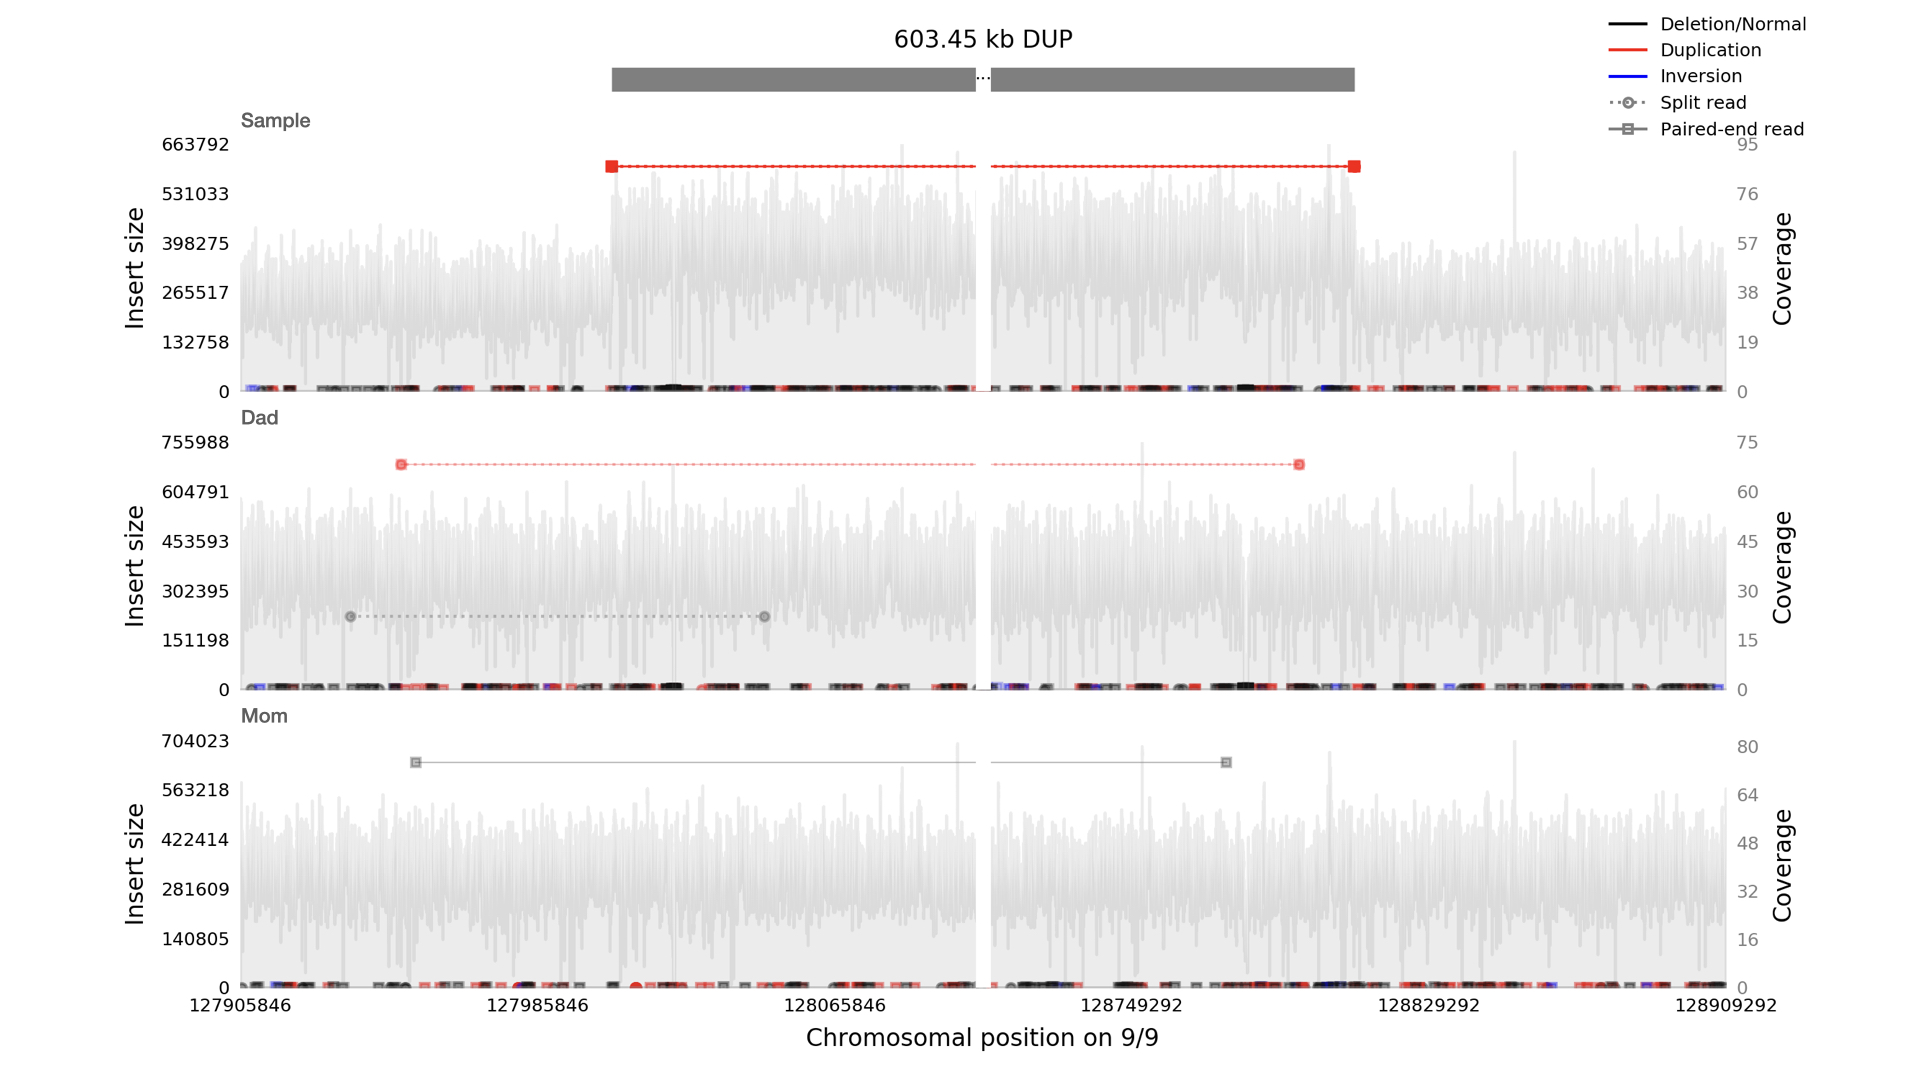 603.45 kb DUP
Deletion/Normal
Duplication
Inversion
Split read
Paired-end read
Sample
663792
531033
398275
265517
132758
0
Insert size
95
76
57
38
19
0
Coverage
Dad
755988
604791
453593
302395
151198
0
Insert size
75
60
45
30
15
0
Coverage
Mom
704023
563218
422414
281609
140805
0
Insert size
80
64
48
32
16
0
Coverage
127905846 127985846 128065846 128749292 128829292 128909292
Chromosomal position on 9/9